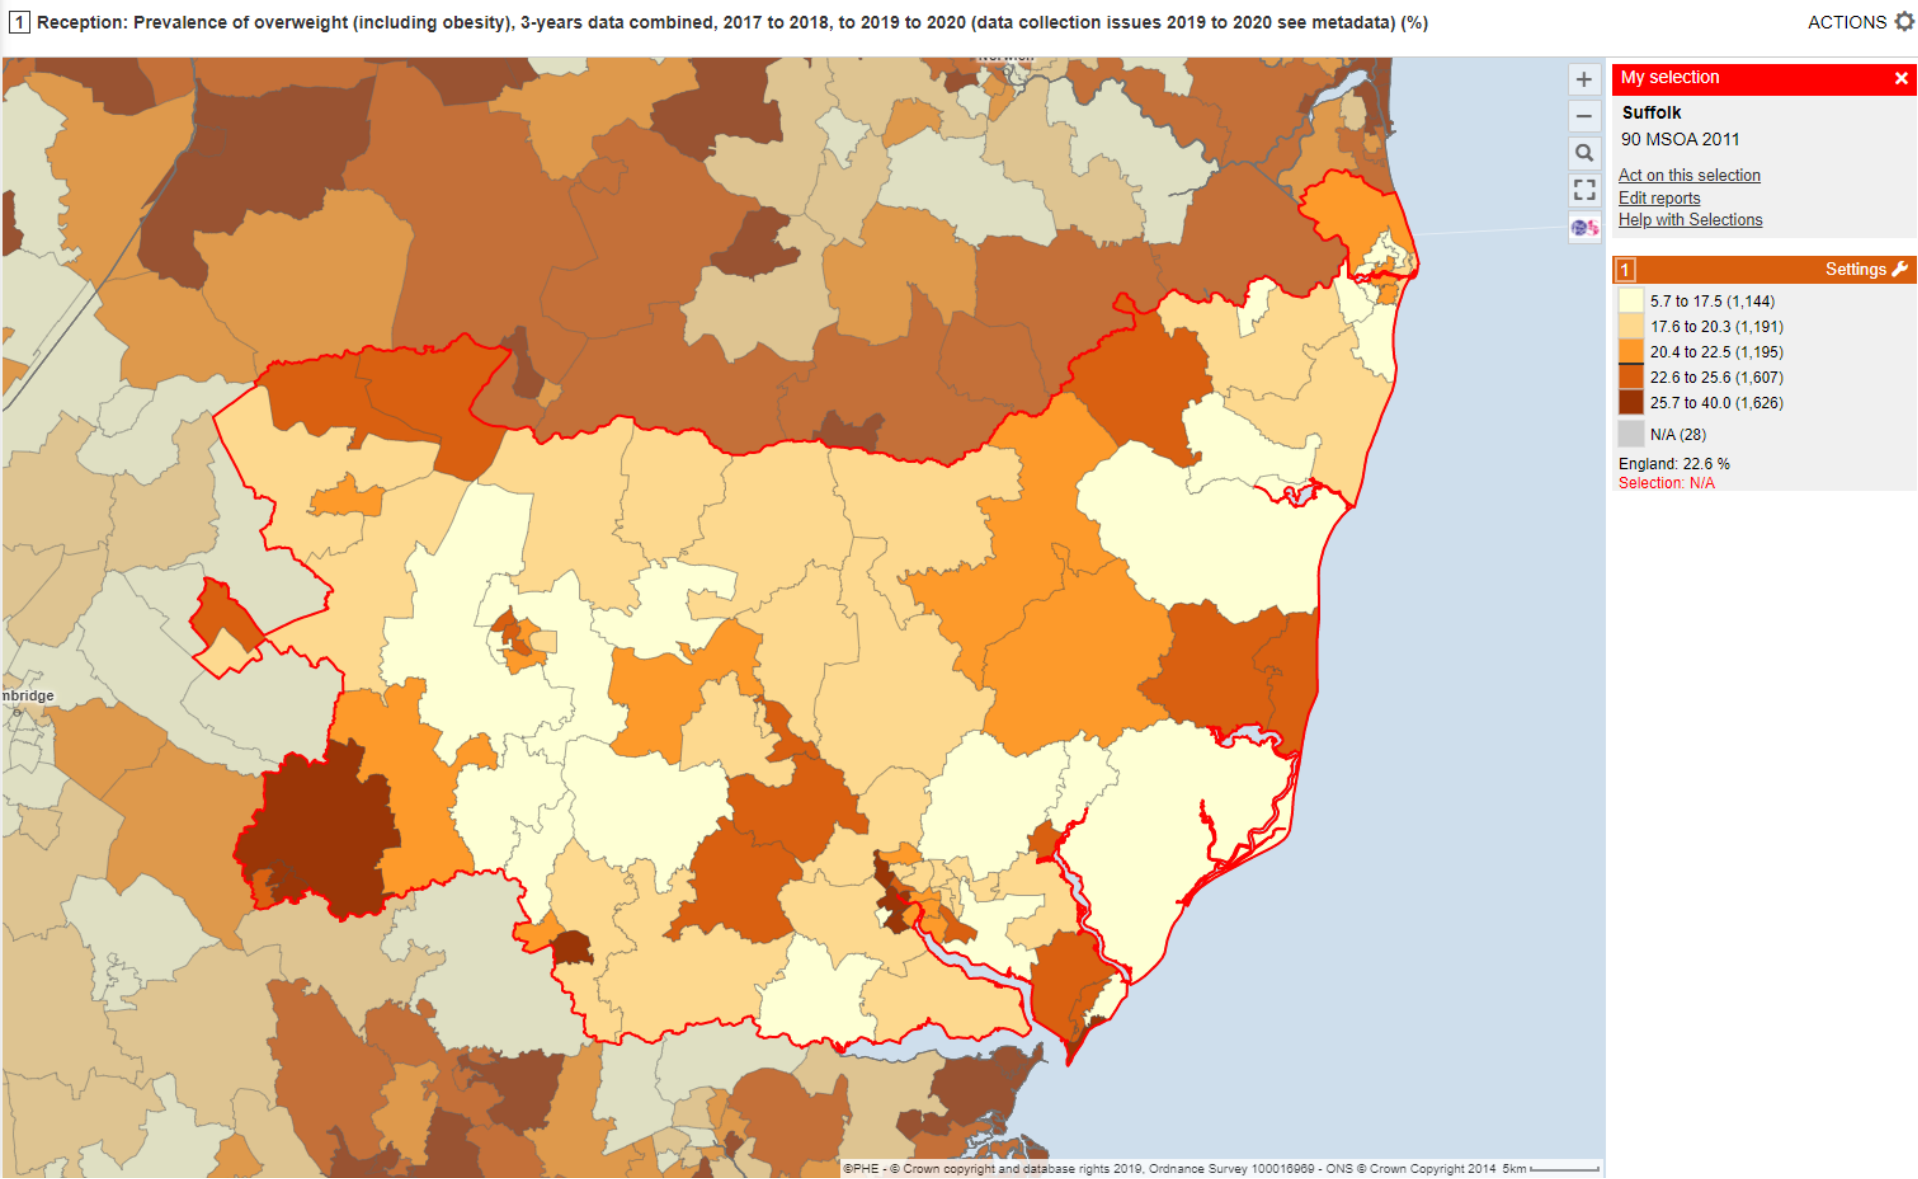 1 Reception: Prevalence of overweight (including obesity), 3-years data combined, 2017 to 2018, to 2019 to 2020 (data collection issues 2019 to 2020 see metadata) (%)
ACTIONS
Norwich
+
−
My selection ×
Suffolk
90 MSOA 2011
Act on this selection
Edit reports
Help with Selections
1 Settings
5.7 to 17.5 (1,144)
17.6 to 20.3 (1,191)
20.4 to 22.5 (1,195)
22.6 to 25.6 (1,607)
25.7 to 40.0 (1,626)
N/A (28)
England: 22.6 %
Selection: N/A
mbridge
©PHE - © Crown copyright and database rights 2019, Ordnance Survey 100016969 - ONS © Crown Copyright 2014 5km